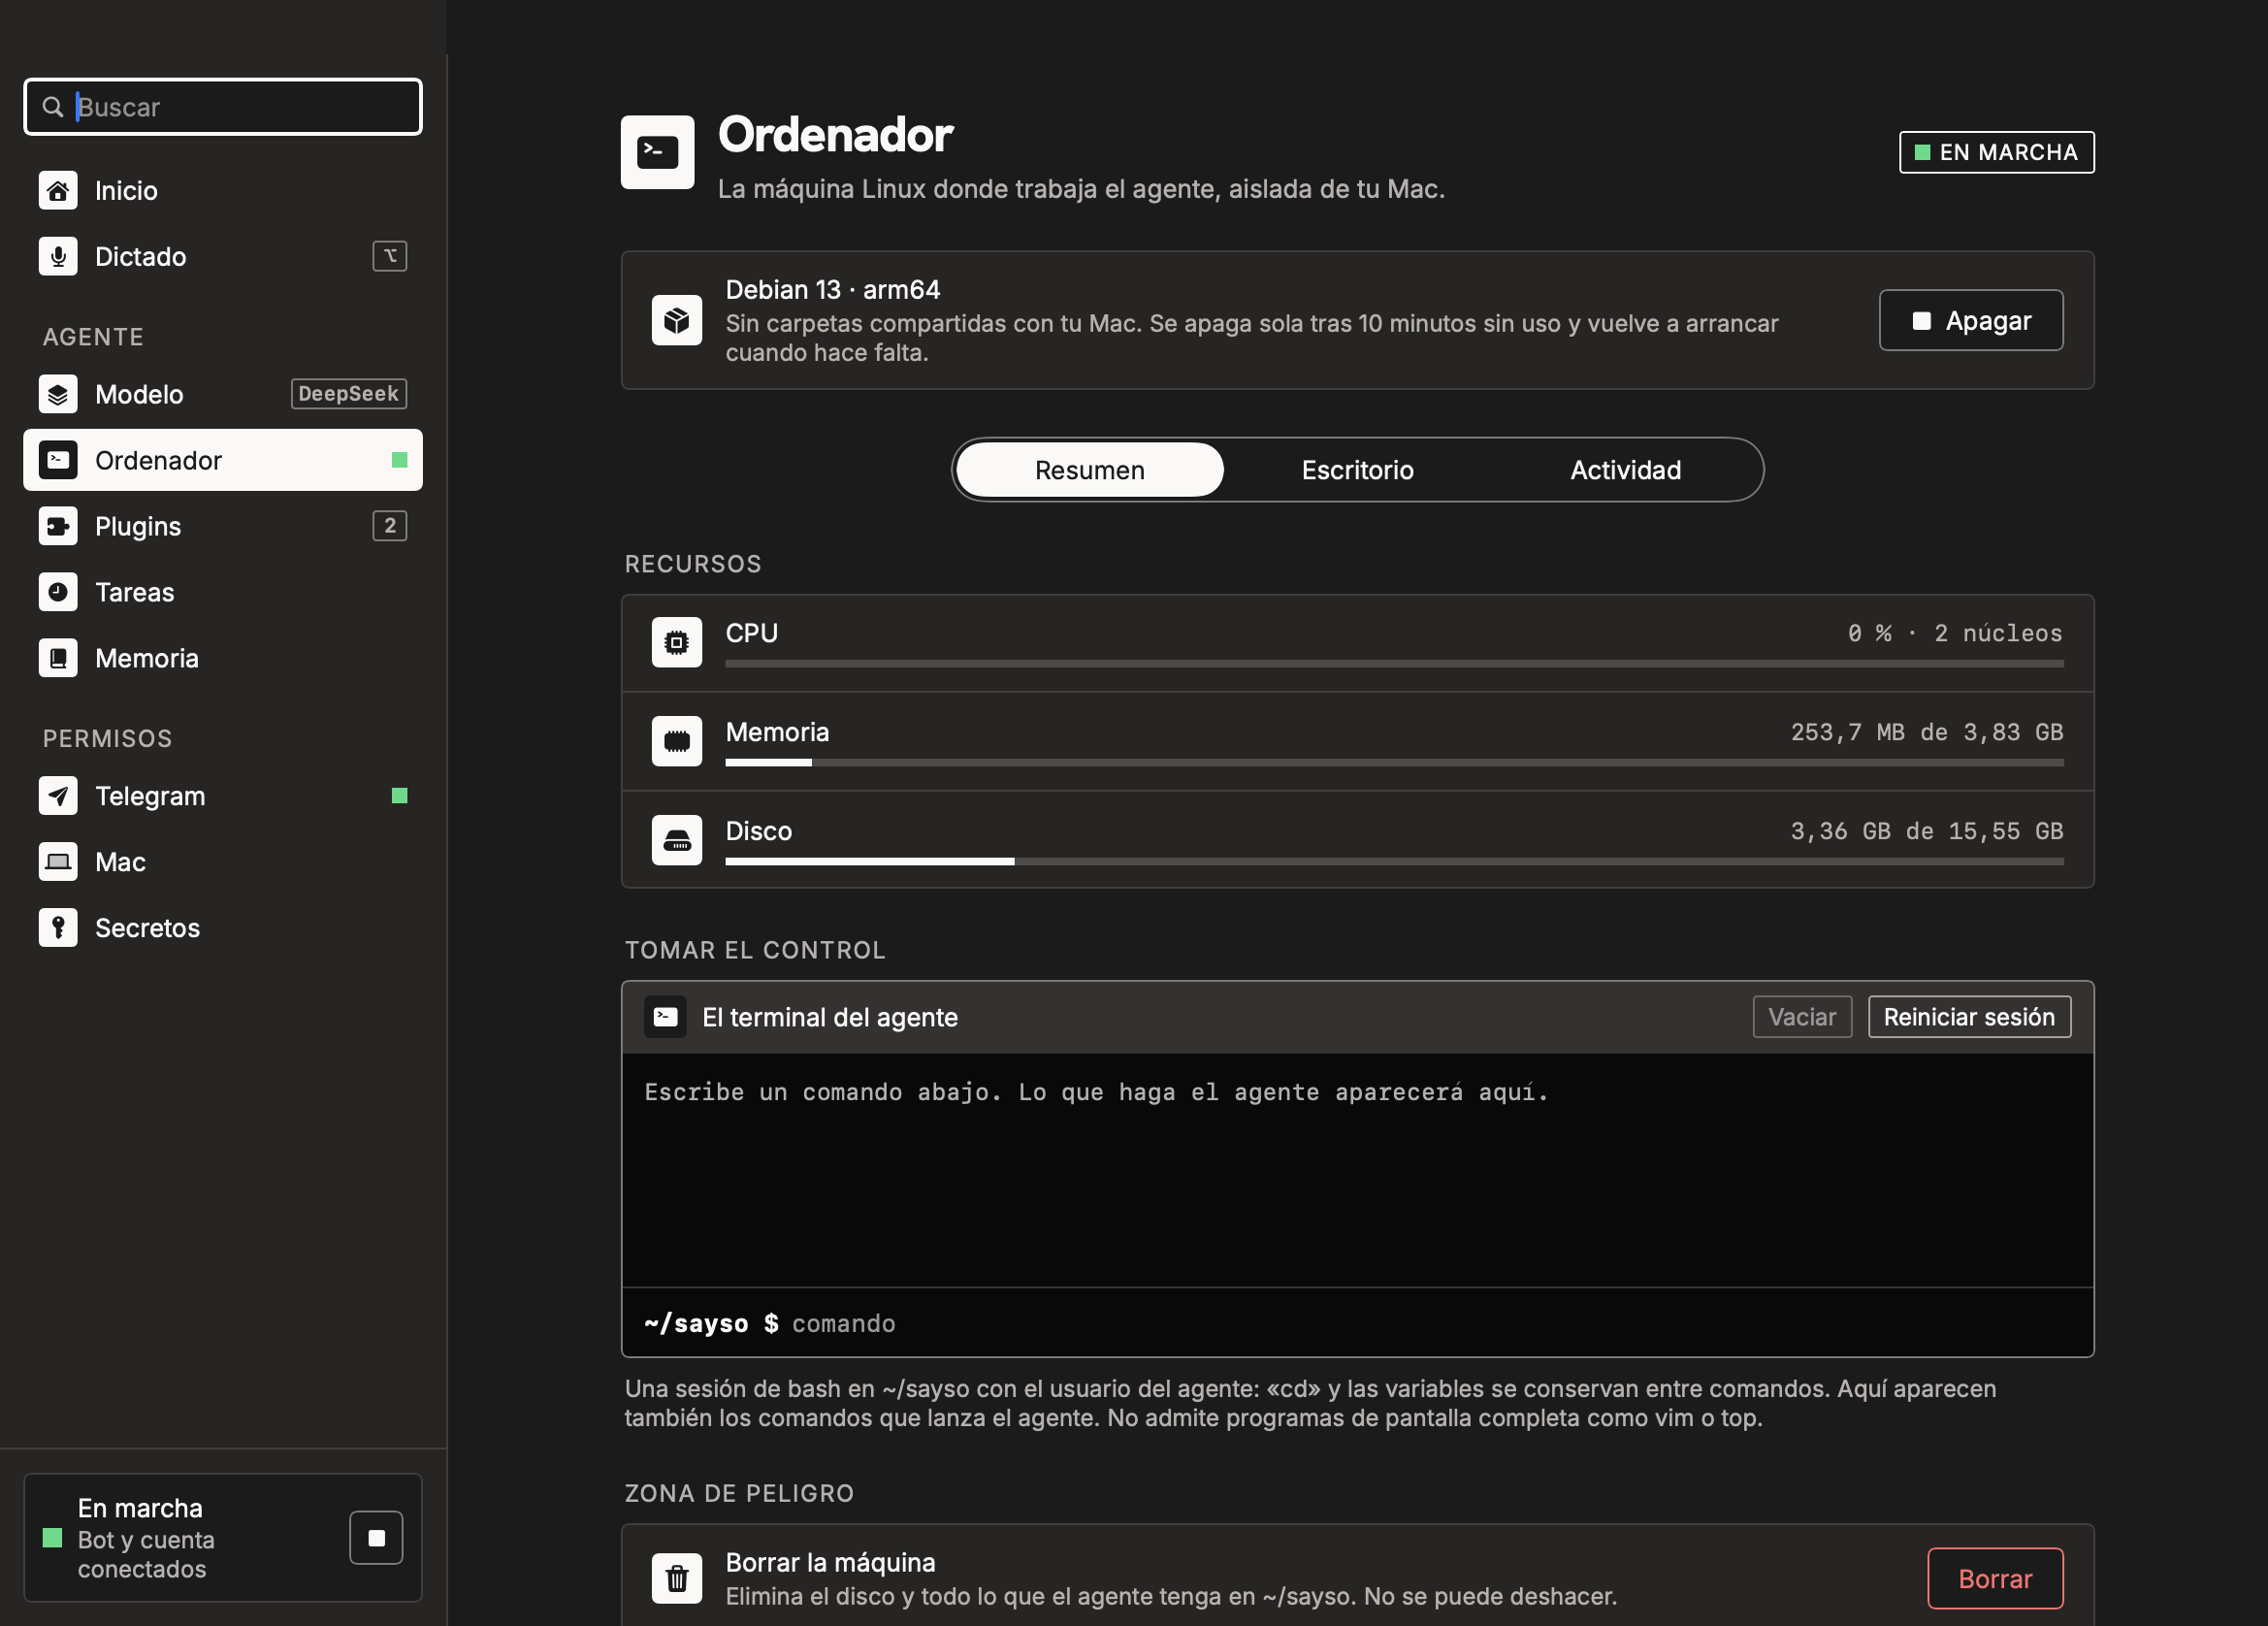 Buscar
Inicio
Dictado
⌥
AGENTE
Modelo
DeepSeek
Ordenador
Plugins
2
Tareas
Memoria
PERMISOS
Telegram
Mac
Secretos
En marcha
Bot y cuenta
conectados
Ordenador
La máquina Linux donde trabaja el agente, aislada de tu Mac.
EN MARCHA
Debian 13 · arm64
Sin carpetas compartidas con tu Mac. Se apaga sola tras 10 minutos sin uso y vuelve a arrancar
cuando hace falta.
Apagar
Resumen
Escritorio
Actividad
RECURSOS
CPU
0 % · 2 núcleos
Memoria
253,7 MB de 3,83 GB
Disco
3,36 GB de 15,55 GB
TOMAR EL CONTROL
El terminal del agente
Vaciar
Reiniciar sesión
Escribe un comando abajo. Lo que haga el agente aparecerá aquí.
~/sayso $ comando
Una sesión de bash en ~/sayso con el usuario del agente: «cd» y las variables se conservan entre comandos. Aquí aparecen
también los comandos que lanza el agente. No admite programas de pantalla completa como vim o top.
ZONA DE PELIGRO
Borrar la máquina
Elimina el disco y todo lo que el agente tenga en ~/sayso. No se puede deshacer.
Borrar